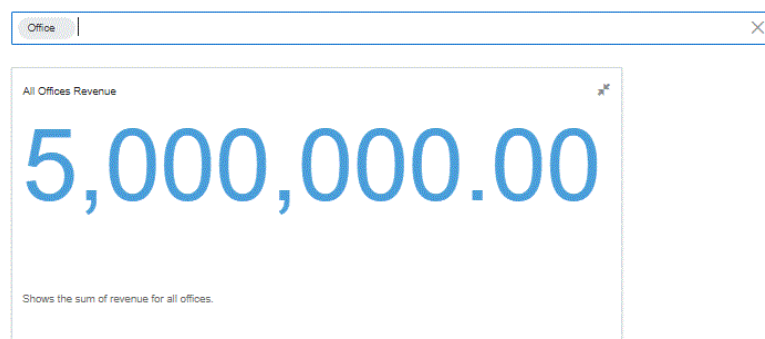 Office
All Offices Revenue
5,000,000.00
Shows the sum of revenue for all offices.